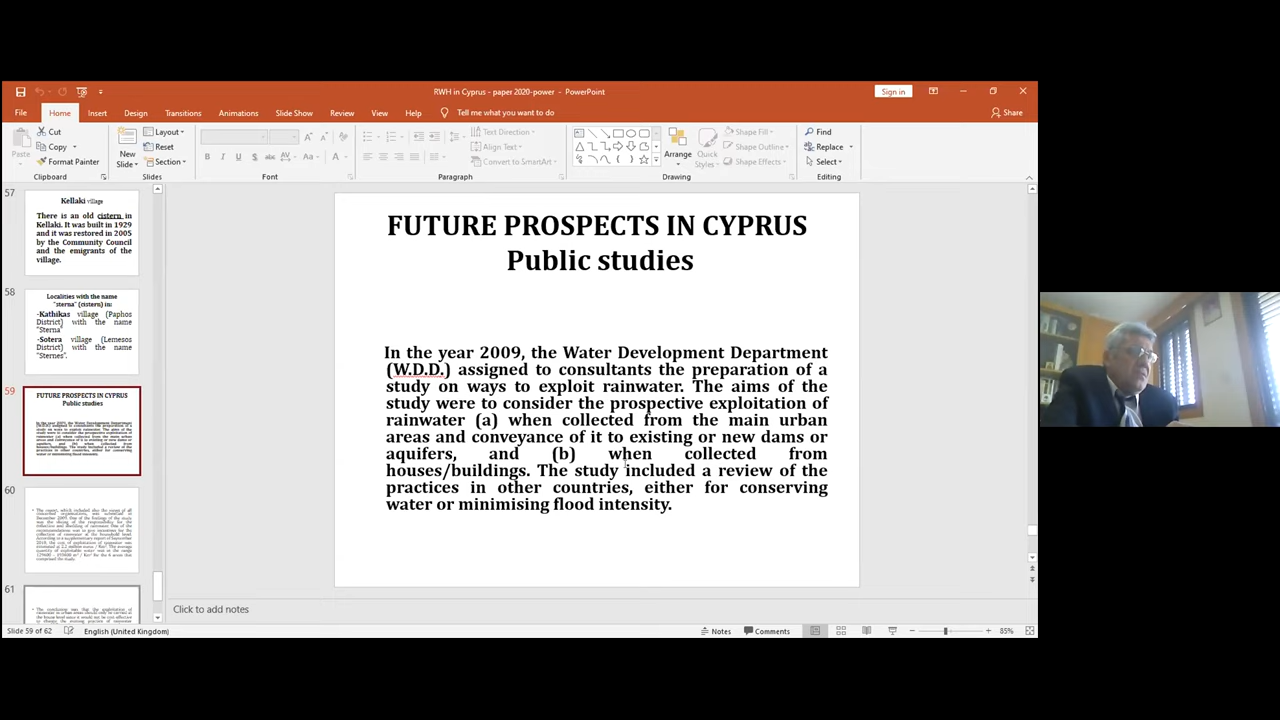 RWH in Cyprus - paper 2020-power - PowerPoint
Sign in
File Home Insert Design Transitions Animations Slide Show Review View Help Tell me what you want to do
Share
Paste
Cut
Copy
Format Painter
Clipboard
New Slide
Layout
Reset
Section
Slides
Font
Text Direction
Align Text
Convert to SmartArt
Paragraph
Arrange
Quick Styles
Shape Fill
Shape Outline
Shape Effects
Drawing
Find
Replace
Select
Editing
57
Kellaki village
There is an old cistern in
Kellaki. It was built in 1929
and it was restored in 2005
by the Community Council
and the emigrants of the
village.
58
Localities with the name
"sterna" (cistern) in:
-Kathikas village (Paphos
District) with the name
"Sterna"
-Sotera village (Lemesos
District) with the name
"Sternes".
59
FUTURE PROSPECTS IN CYPRUS
Public studies
60
61
FUTURE PROSPECTS IN CYPRUS
Public studies
In the year 2009, the Water Development Department
(W.D.D.) assigned to consultants the preparation of a
study on ways to exploit rainwater. The aims of the
study were to consider the prospective exploitation of
rainwater (a) when collected from the main urban
areas and conveyance of it to existing or new dams or
aquifers, and (b) when collected from
houses/buildings. The study included a review of the
practices in other countries, either for conserving
water or minimising flood intensity.
Click to add notes
Slide 59 of 62 English (United Kingdom)
Notes Comments 85%